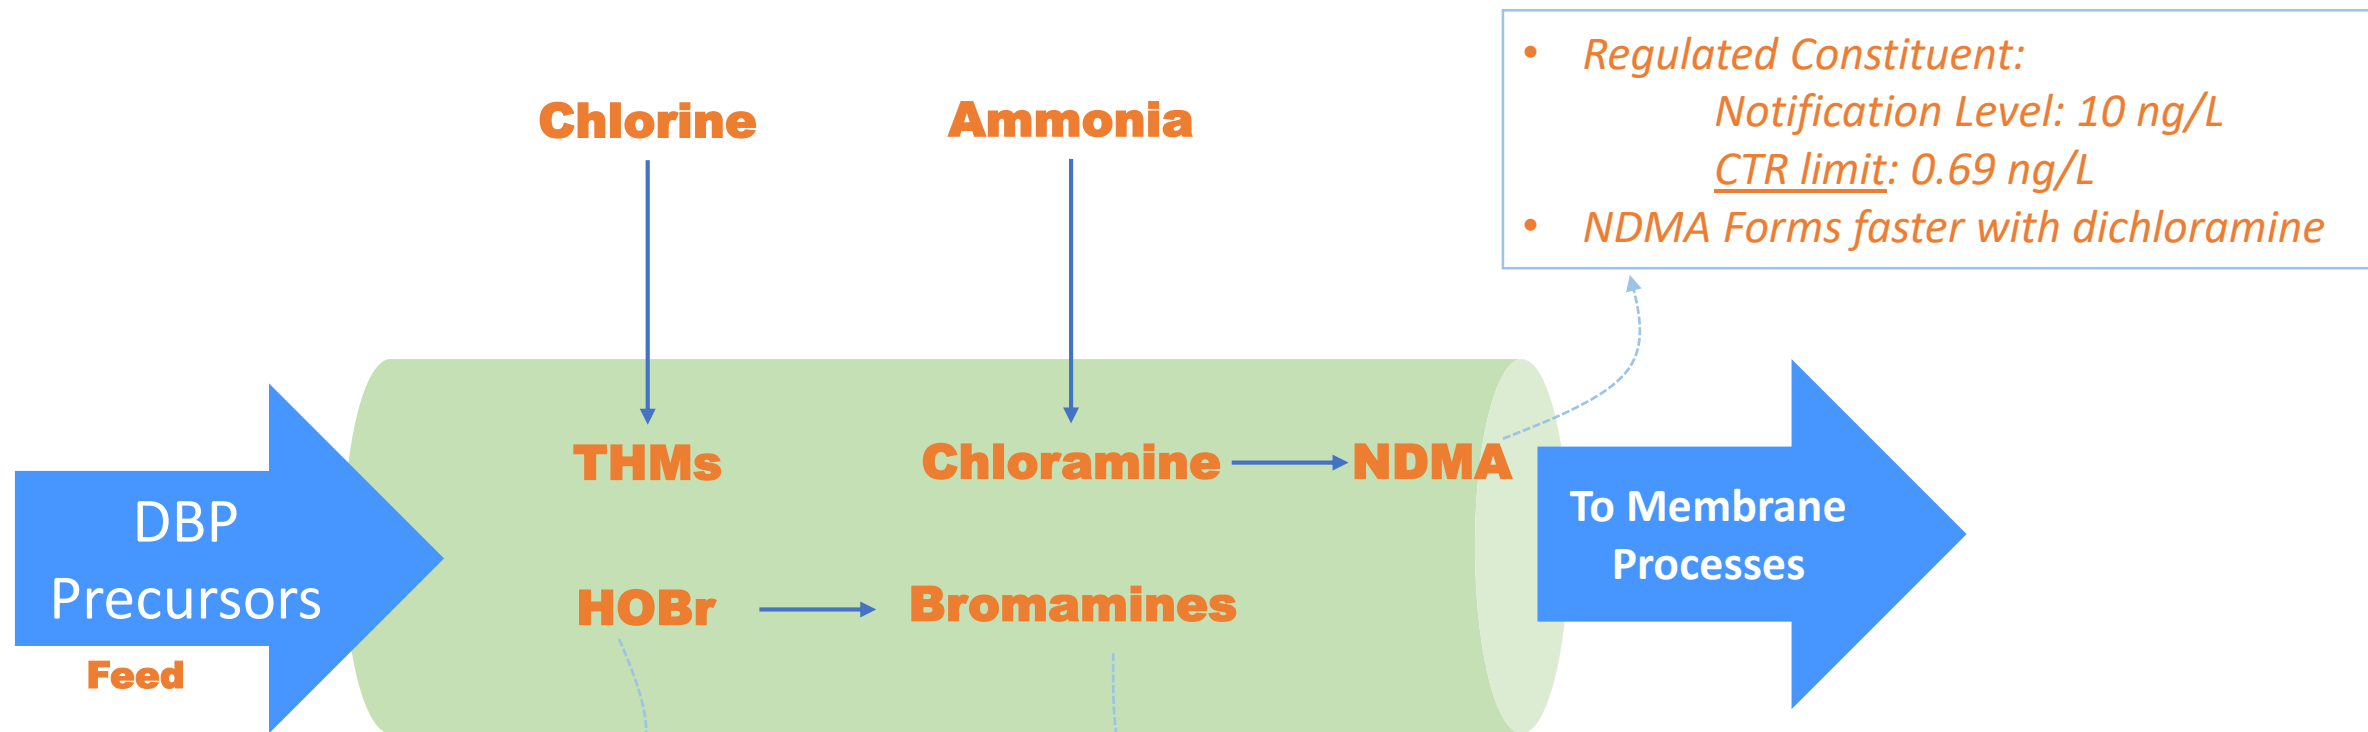 • Regulated Constituent:
Notification Level: 10 ng/L
CTR limit: 0.69 ng/L
• NDMA Forms faster with dichloramine
Chlorine
Ammonia
THMs
Chloramine
NDMA
HOBr
Bromamines
DBP
Precursors
Feed
To Membrane
Processes